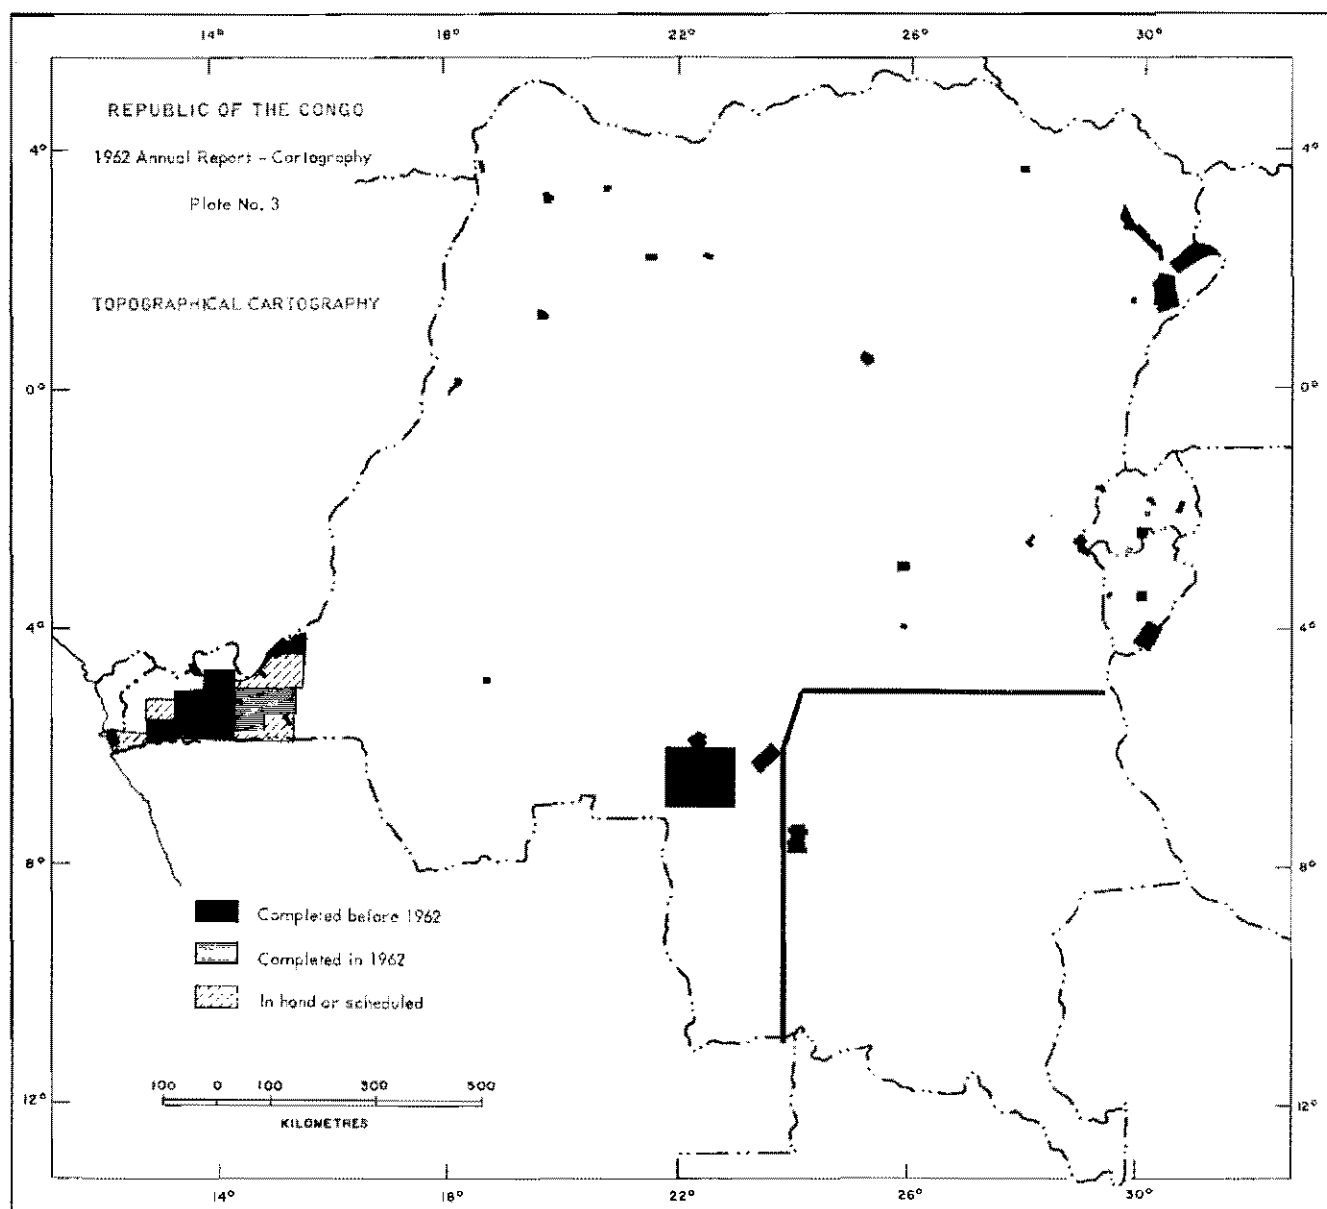 14° 18° 22° 26° 30°
REPUBLIC OF THE CONGO
4° 4°
1962 Annual Report - Cartography
Plate No. 3
TOPOGRAPHICAL CARTOGRAPHY
0° 0°
4° 4°
8° 8°
Completed before 1962
Completed in 1962
In hand or scheduled
100 0 100 300 500
KILOMETRES
12° 12°
14° 18° 22° 26° 30°